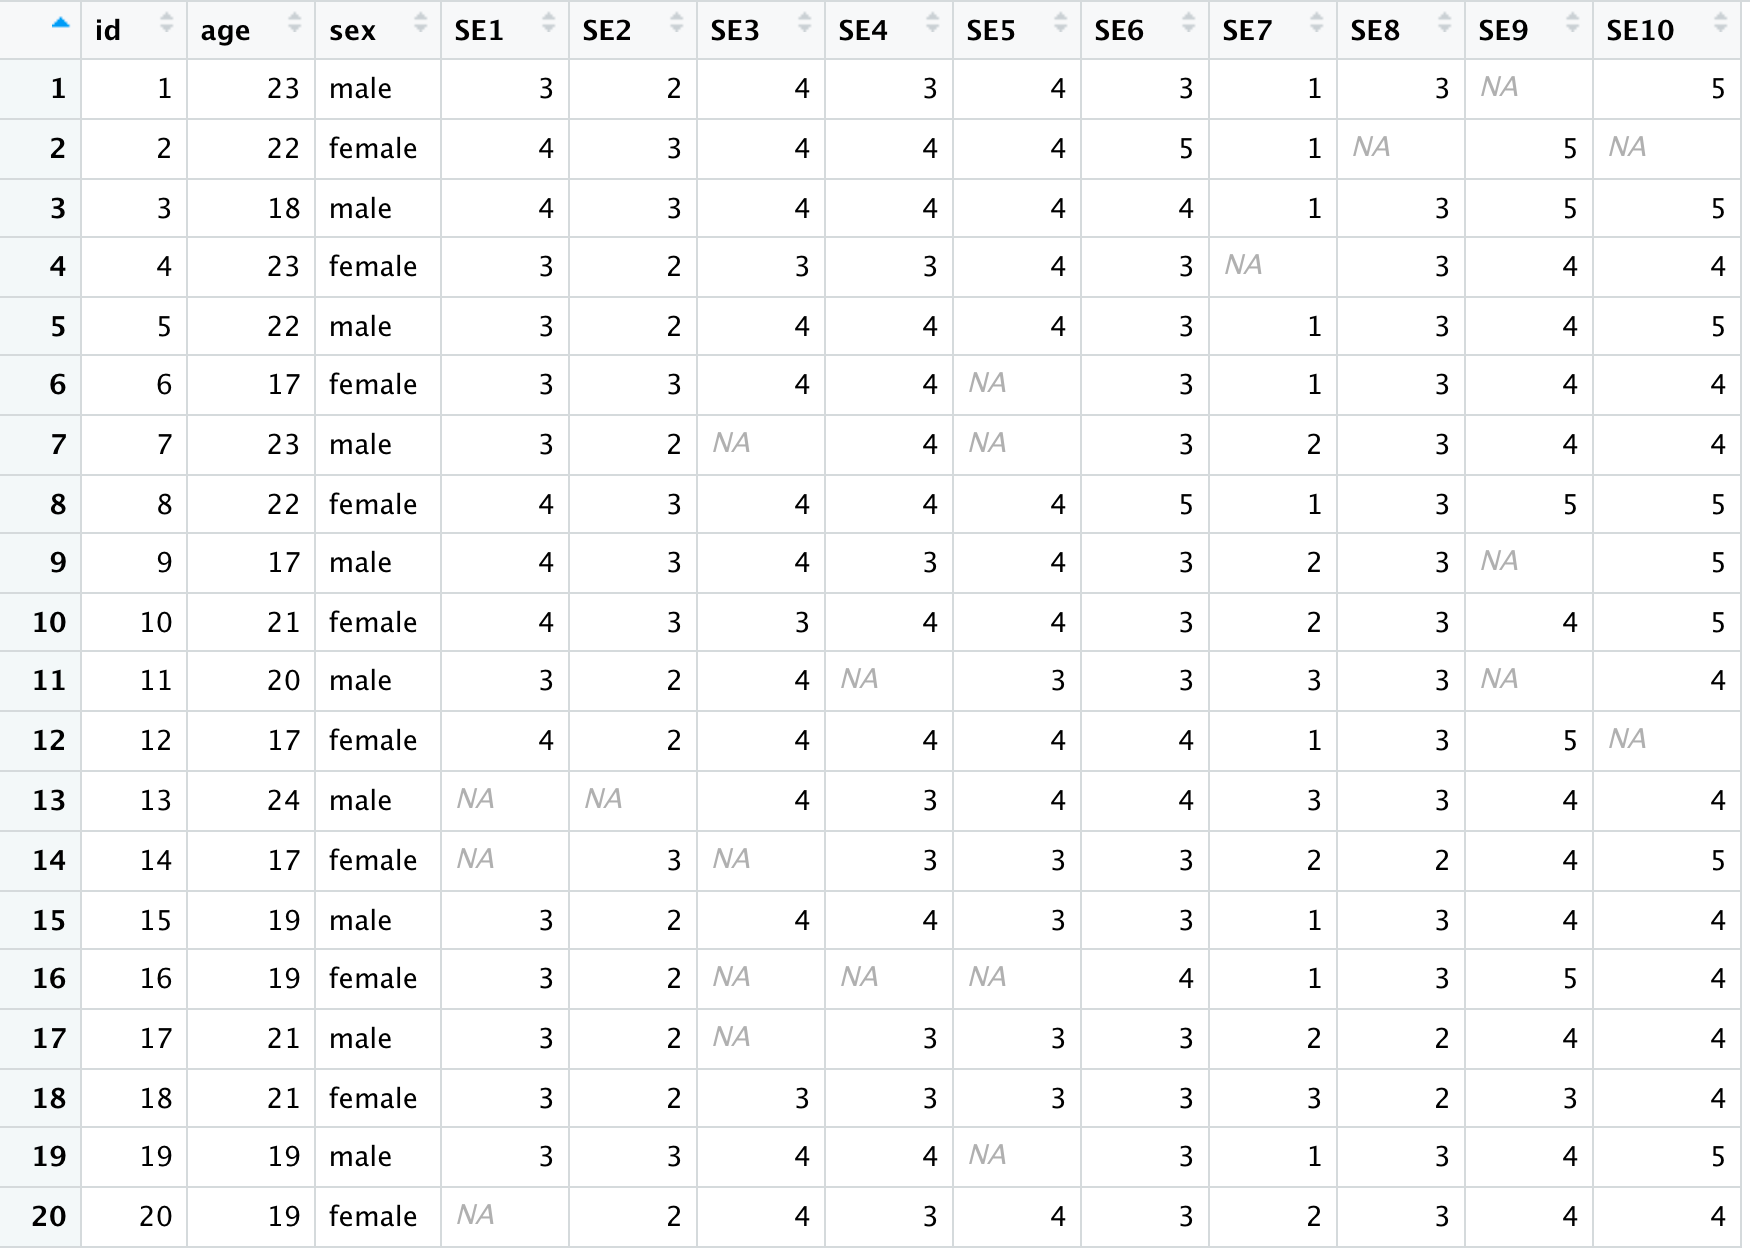 id age sex SE1 SE2 SE3 SE4 SE5 SE6 SE7 SE8 SE9 SE10
1 1 23 male 3 2 4 3 4 3 1 3 NA 5
2 2 22 female 4 3 4 4 4 5 1 NA 5 NA
3 3 18 male 4 3 4 4 4 4 1 3 5 5
4 4 23 female 3 2 3 3 4 3 NA 3 4 4
5 5 22 male 3 2 4 4 4 3 1 3 4 5
6 6 17 female 3 3 4 4 NA 3 1 3 4 4
7 7 23 male 3 2 NA 4 NA 3 2 3 4 4
8 8 22 female 4 3 4 4 4 5 1 3 5 5
9 9 17 male 4 3 4 3 4 3 2 3 NA 5
10 10 21 female 4 3 3 4 4 3 2 3 4 5
11 11 20 male 3 2 4 NA 3 3 3 3 NA 4
12 12 17 female 4 2 4 4 4 4 1 3 5 NA
13 13 24 male NA NA 4 3 4 4 3 3 4 4
14 14 17 female NA 3 NA 3 3 3 2 2 4 5
15 15 19 male 3 2 4 4 3 3 1 3 4 4
16 16 19 female 3 2 NA NA NA 4 1 3 5 4
17 17 21 male 3 2 NA 3 3 3 2 2 4 4
18 18 21 female 3 2 3 3 3 3 3 2 3 4
19 19 19 male 3 3 4 4 NA 3 1 3 4 5
20 20 19 female NA 2 4 3 4 3 2 3 4 4